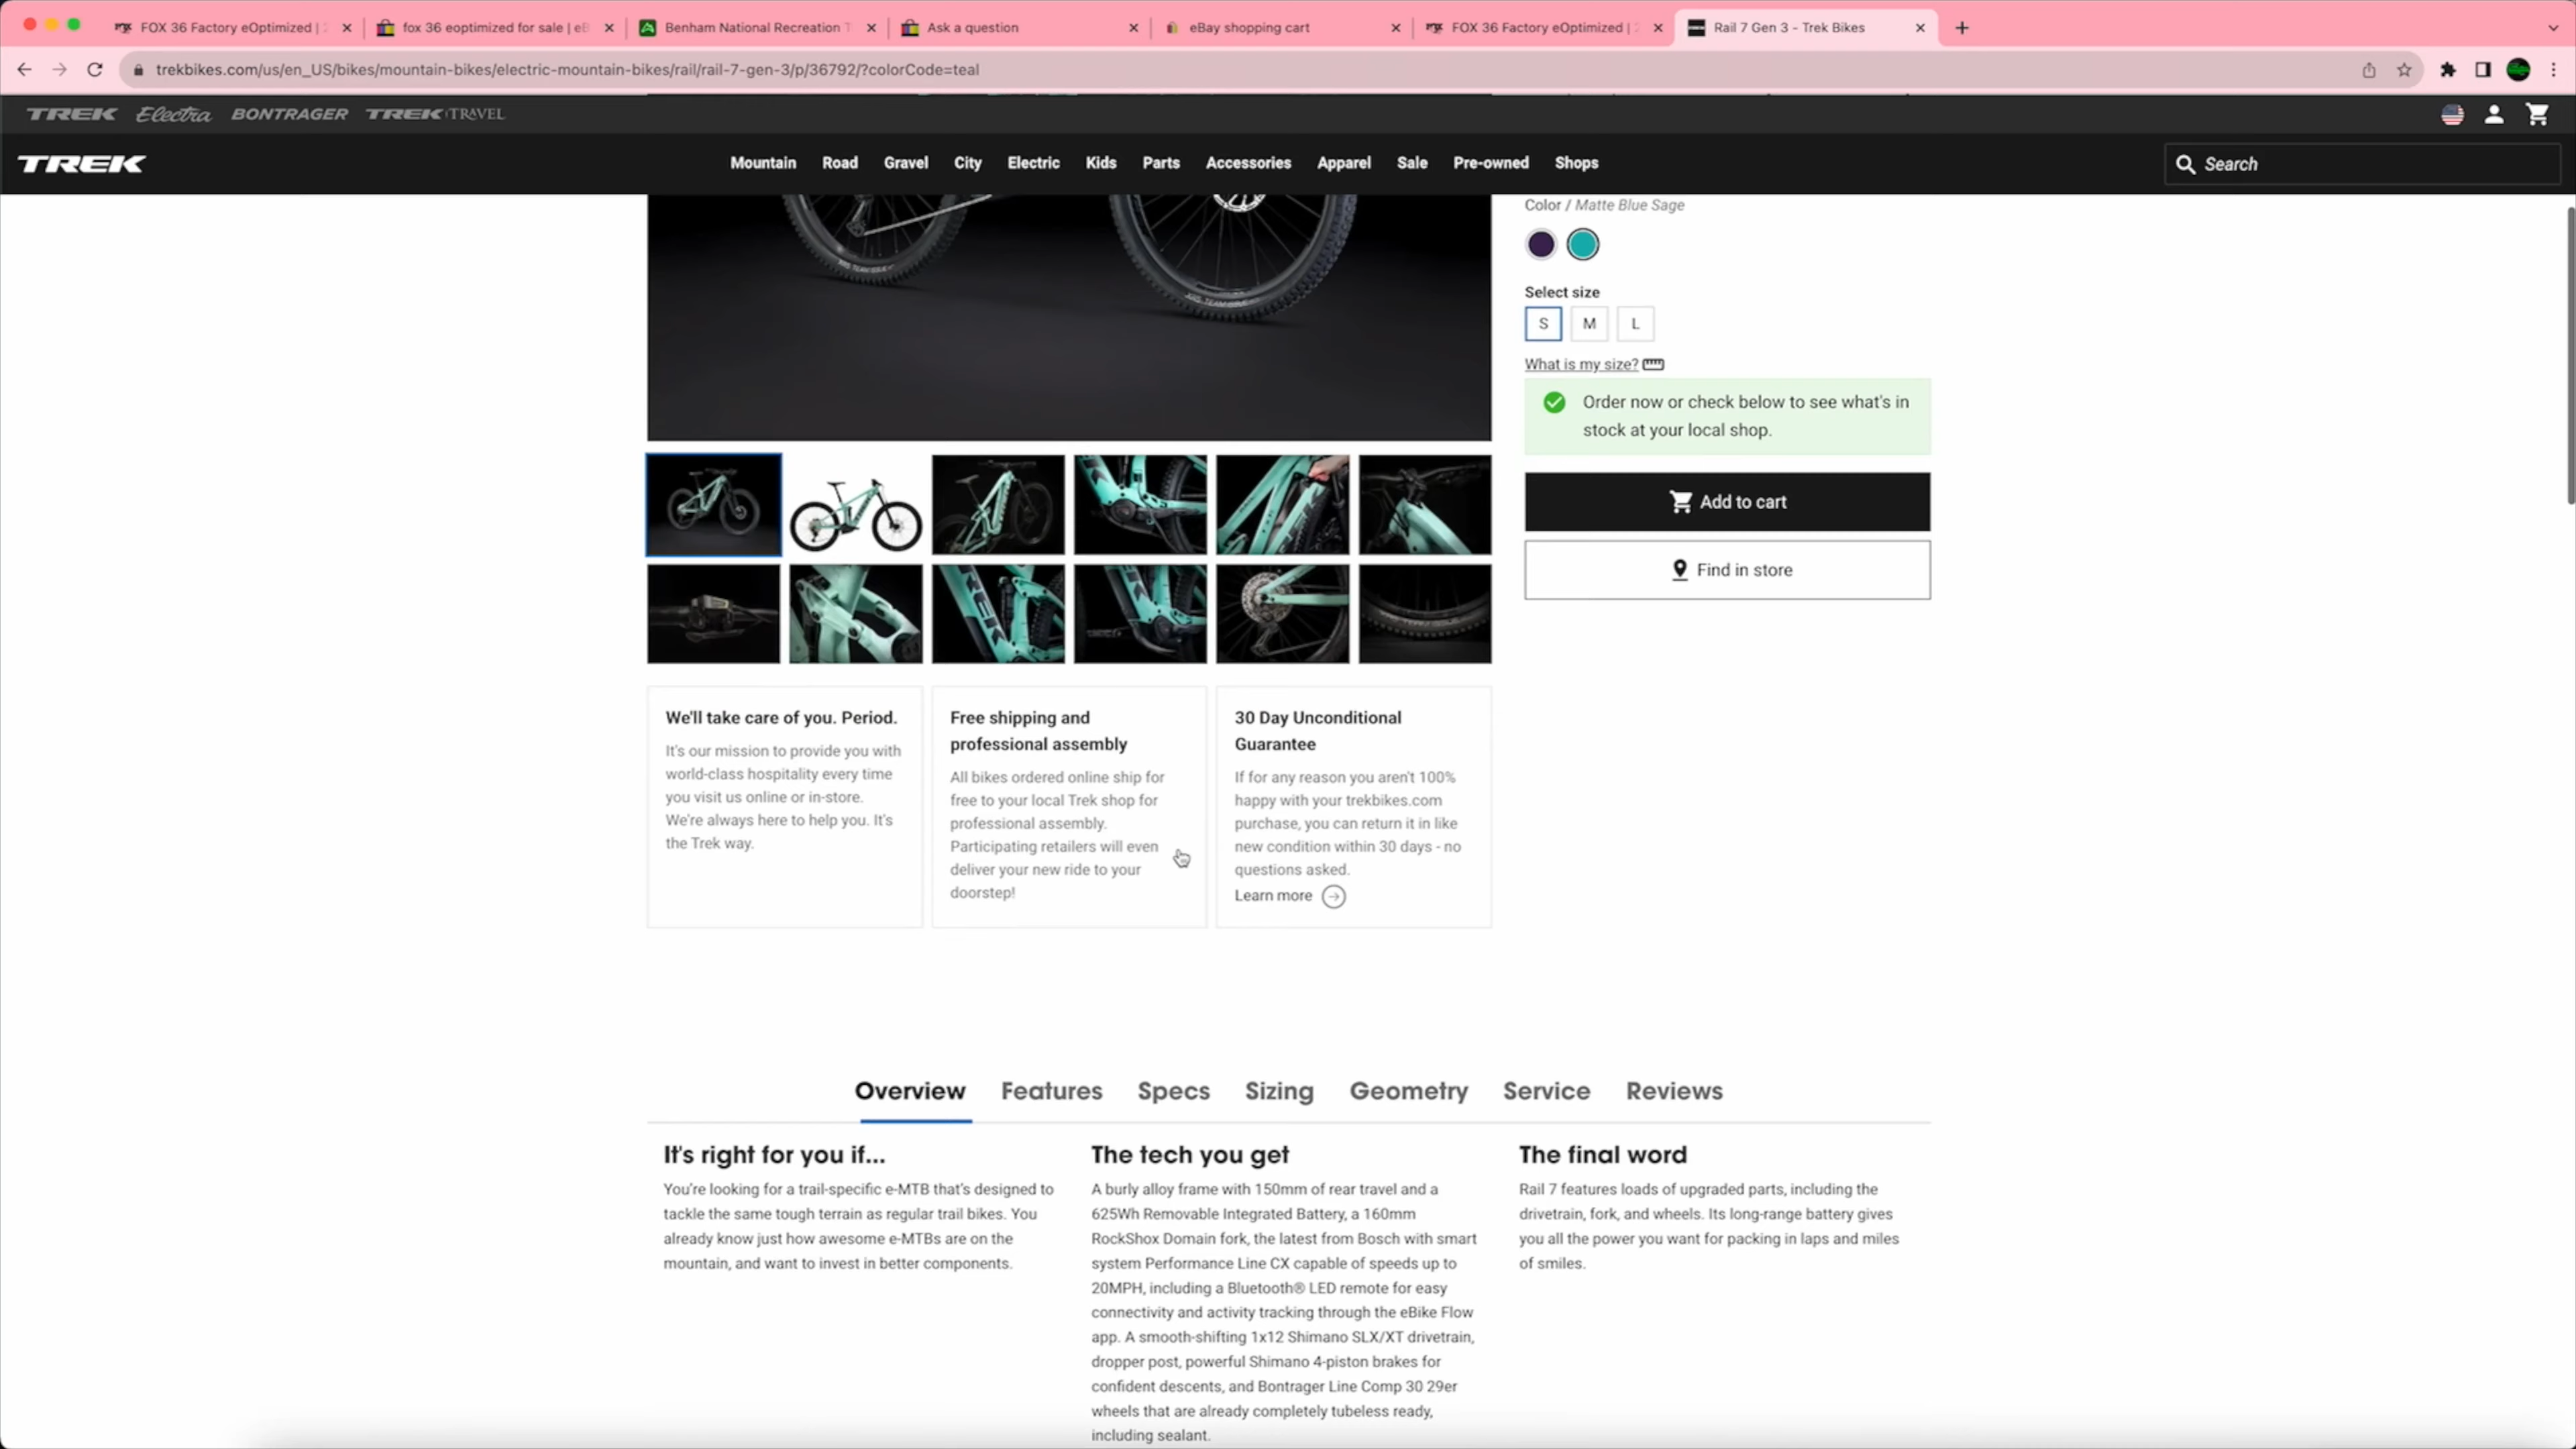 FOX 36 Factory eOptimized |
fox 36 eoptimized for sale | eB
Benham National Recreation T
Ask a question
eBay shopping cart
FOX 36 Factory eOptimized |
Rail 7 Gen 3 - Trek Bikes
trekbikes.com/us/en_US/bikes/mountain-bikes/electric-mountain-bikes/rail/rail-7-gen-3/p/36792/?colorCode=teal
TREK Electra BONTRAGER TREK TRAVEL
TREK
Mountain Road Gravel City Electric Kids Parts Accessories Apparel Sale Pre-owned Shops
Search
Color / Matte Blue Sage
Select size
S M L
What is my size?
Order now or check below to see what's in
stock at your local shop.
Add to cart
Find in store
We'll take care of you. Period.
It's our mission to provide you with
world-class hospitality every time
you visit us online or in-store.
We're always here to help you. It's
the Trek way.
Free shipping and
professional assembly
All bikes ordered online ship for
free to your local Trek shop for
professional assembly.
Participating retailers will even
deliver your new ride to your
doorstep!
30 Day Unconditional
Guarantee
If for any reason you aren't 100%
happy with your trekbikes.com
purchase, you can return it in like
new condition within 30 days - no
questions asked.
Learn more
Overview Features Specs Sizing Geometry Service Reviews
It's right for you if...
You're looking for a trail-specific e-MTB that's designed to
tackle the same tough terrain as regular trail bikes. You
already know just how awesome e-MTBs are on the
mountain, and want to invest in better components.
The tech you get
A burly alloy frame with 150mm of rear travel and a
625Wh Removable Integrated Battery, a 160mm
RockShox Domain fork, the latest from Bosch with smart
system Performance Line CX capable of speeds up to
20MPH, including a Bluetooth® LED remote for easy
connectivity and activity tracking through the eBike Flow
app. A smooth-shifting 1x12 Shimano SLX/XT drivetrain,
dropper post, powerful Shimano 4-piston brakes for
confident descents, and Bontrager Line Comp 30 29er
wheels that are already completely tubeless ready,
including sealant.
The final word
Rail 7 features loads of upgraded parts, including the
drivetrain, fork, and wheels. Its long-range battery gives
you all the power you want for packing in laps and miles
of smiles.